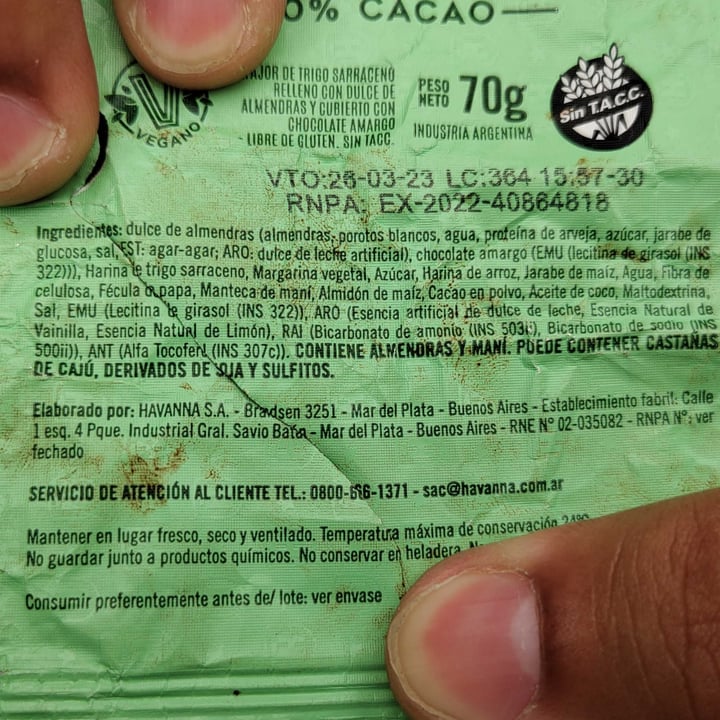 0% CACAO
VEGANO
DE TRIGO SARRACENO
RELLENO CON DULCE DE
ALMENDRAS Y CUBIERTO CON
CHOCOLATE AMARGO
- LIBRE DE GLUTEN. SIN TACC.
PESO NETO 70g
INDUSTRIA ARGENTINA
Sin T.A.C.C.
VTO:26-03-23 LC:364 15:57-30
RNPA: EX-2022-40864818
Ingredientes: dulce de almendras (almendras, porotos blancos, agua, proteína de arveja, azúcar, jarabe de
glucosa, sal, EST: agar-agar; ARO: dulce de leche artificial), chocolate amargo (EMU (lecitina de girasol (INS
322))), Harina de trigo sarraceno, Margarina vegetal, Azúcar, Harina de arroz, Jarabe de maíz, Agua, Fibra de
celulosa, Fécula de papa, Manteca de maní, Almidón de maíz, Cacao en polvo, Aceite de coco, Maltodextrina,
Sal, EMU (Lecitina de girasol (INS 322)), ARO (Esencia artificial de dulce de leche, Esencia Natural de
Vainilla, Esencia Natural de Limón), RAI (Bicarbonato de amonio (INS 503ii), Bicarbonato de sodio (INS
500ii)), ANT (Alfa Tocoferol (INS 307c)). CONTIENE ALMENDRAS Y MANÍ. PUEDE CONTENER CASTAÑAS
DE CAJÚ, DERIVADOS DE SOJA Y SULFITOS.
Elaborado por: HAVANNA S.A. - Brandsen 3251 - Mar del Plata - Buenos Aires - Establecimiento fabril: Calle
1 esq. 4 Pque. Industrial Gral. Savio Batán - Mar del Plata - Buenos Aires - RNE N° 02-035082 - RNPA N°: ver
fechado
SERVICIO DE ATENCIÓN AL CLIENTE TEL.: 0800-666-1371 - sac@havanna.com.ar
Mantener en lugar fresco, seco y ventilado. Temperatura máxima de conservación 24°C
No guardar junto a productos químicos. No conservar en heladera.
Consumir preferentemente antes de/ lote: ver envase